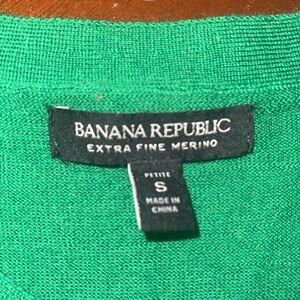 BANANA REPUBLIC
EXTRA FINE MERINO
PETITE
S
MADE IN
CHINA